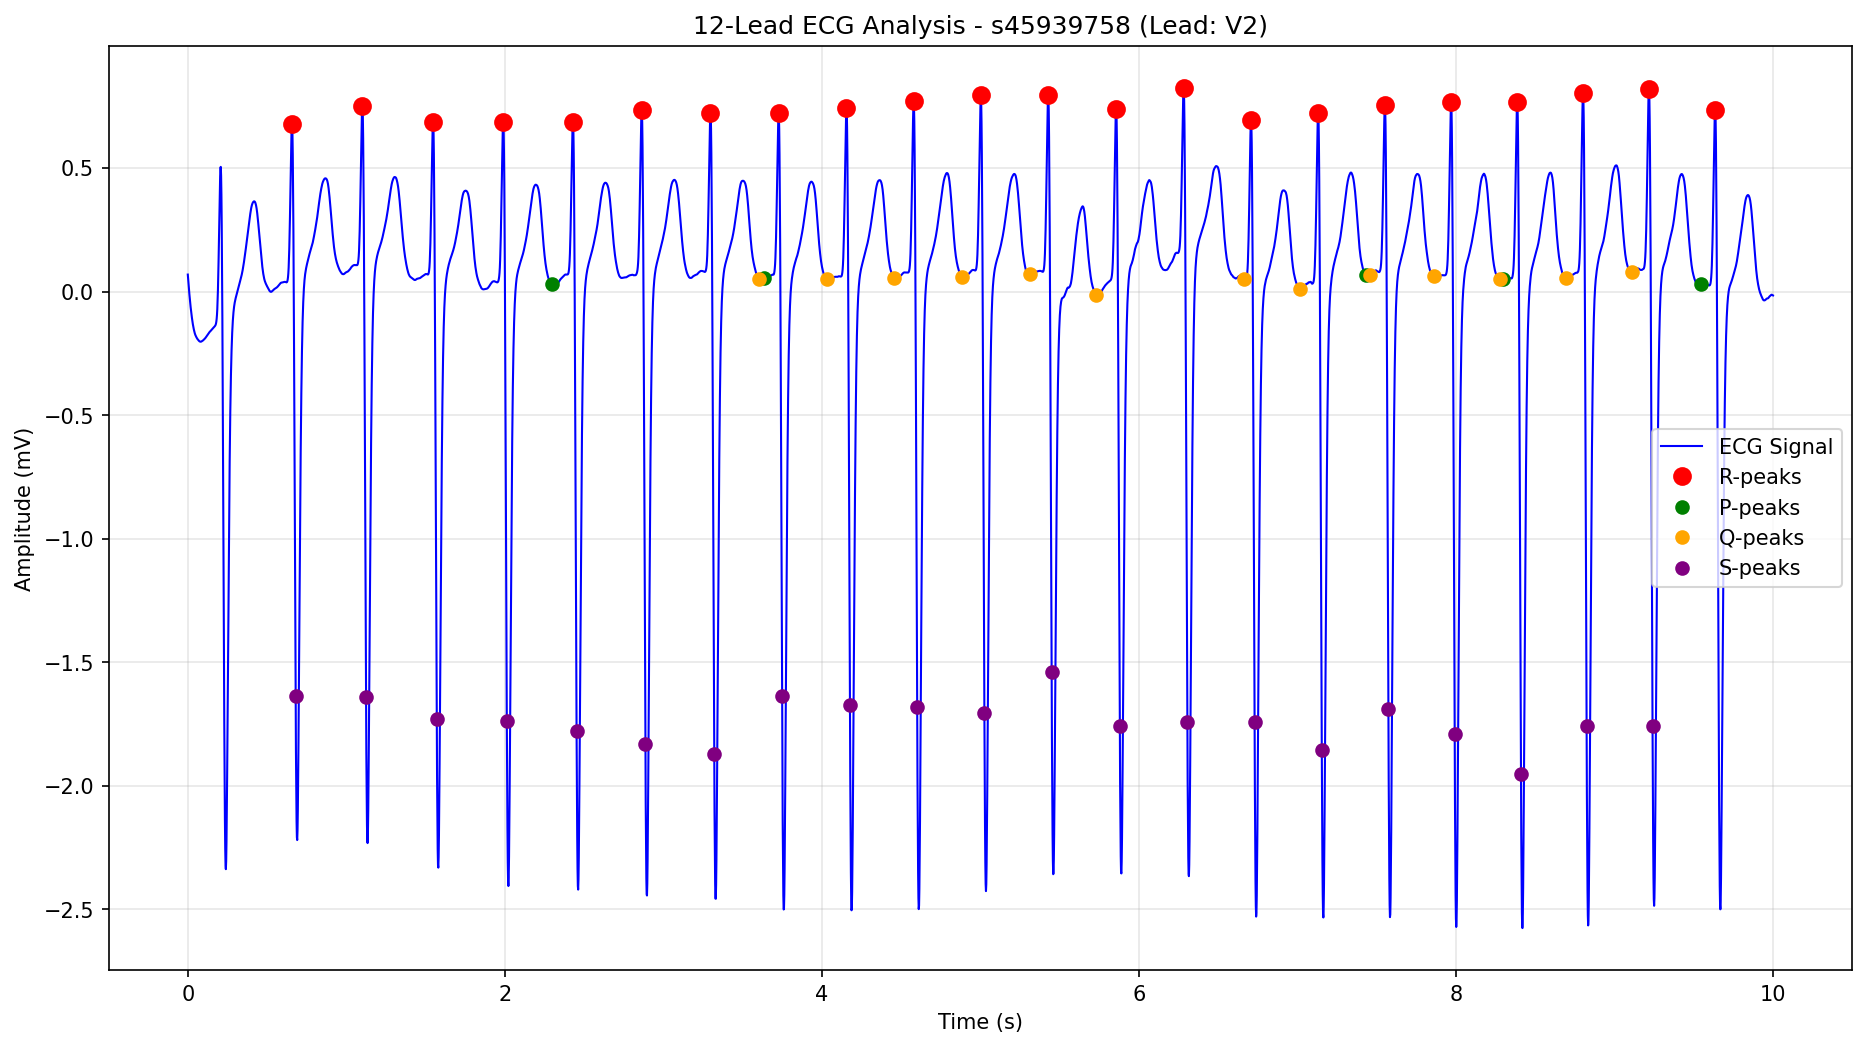 12-Lead ECG Analysis - s45939758 (Lead: V2)
Amplitude (mV)
0.5
0.0
−0.5
−1.0
−1.5
−2.0
−2.5
ECG Signal
R-peaks
P-peaks
Q-peaks
S-peaks
0 2 4 6 8 10
Time (s)